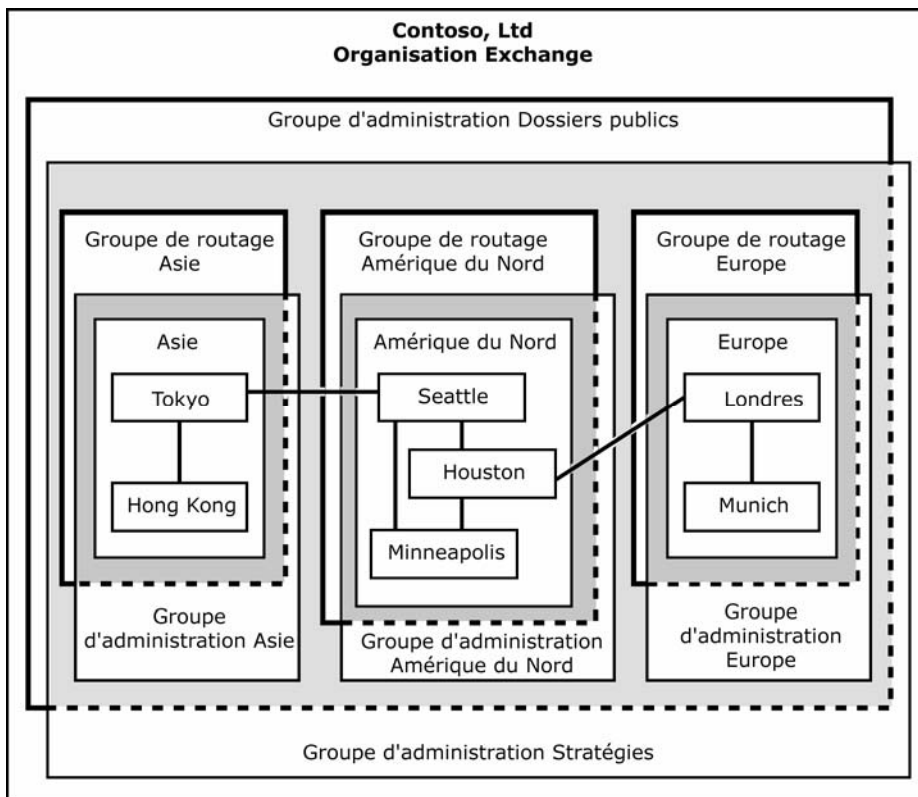 Contoso, Ltd
Organisation Exchange
Groupe d'administration Dossiers publics
Groupe de routage
Asie
Groupe de routage
Amérique du Nord
Groupe de routage
Europe
Asie
Amérique du Nord
Europe
Tokyo
Seattle
Londres
Houston
Hong Kong
Munich
Minneapolis
Groupe
d'administration Asie
Groupe d'administration
Amérique du Nord
Groupe
d'administration
Europe
Groupe d'administration Stratégies